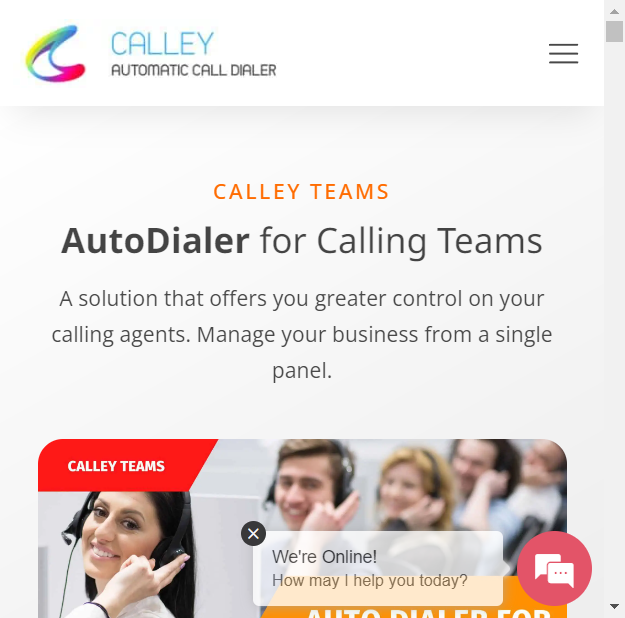 CALLEY
AUTOMATIC CALL DIALER
CALLEY TEAMS
AutoDialer for Calling Teams
A solution that offers you greater control on your
calling agents. Manage your business from a single
panel.
CALLEY TEAMS
We're Online!
How may I help you today?
AUTO DIALER FOR